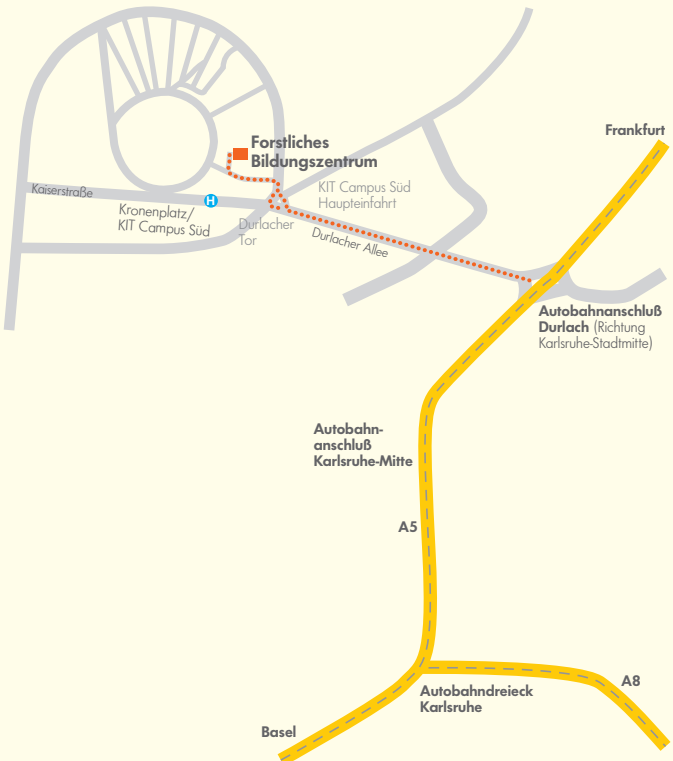 Frankfurt
Forstliches
Bildungszentrum
KIT Campus Süd
Haupteinfahrt
Kaiserstraße
H
Kronenplatz/
KIT Campus Süd
Durlacher
Tor
Durlacher Allee
Autobahnanschluß
Durlach (Richtung
Karlsruhe-Stadtmitte)
Autobahn-
anschluß
Karlsruhe-Mitte
A5
A8
Autobahndreieck
Karlsruhe
Basel